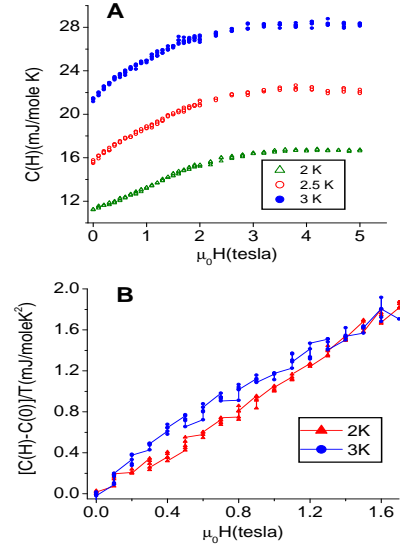 A
C(H)(mJ/mole K)
28
24
20
16
12
2 K
2.5 K
3 K
0 1 2 3 4 5
μ₀H(tesla)
B
[C(H)-C(0)]/T(mJ/moleK²)
2.0
1.6
1.2
0.8
0.4
0.0
2K
3K
0.0 0.4 0.8 1.2 1.6
μ₀H(tesla)